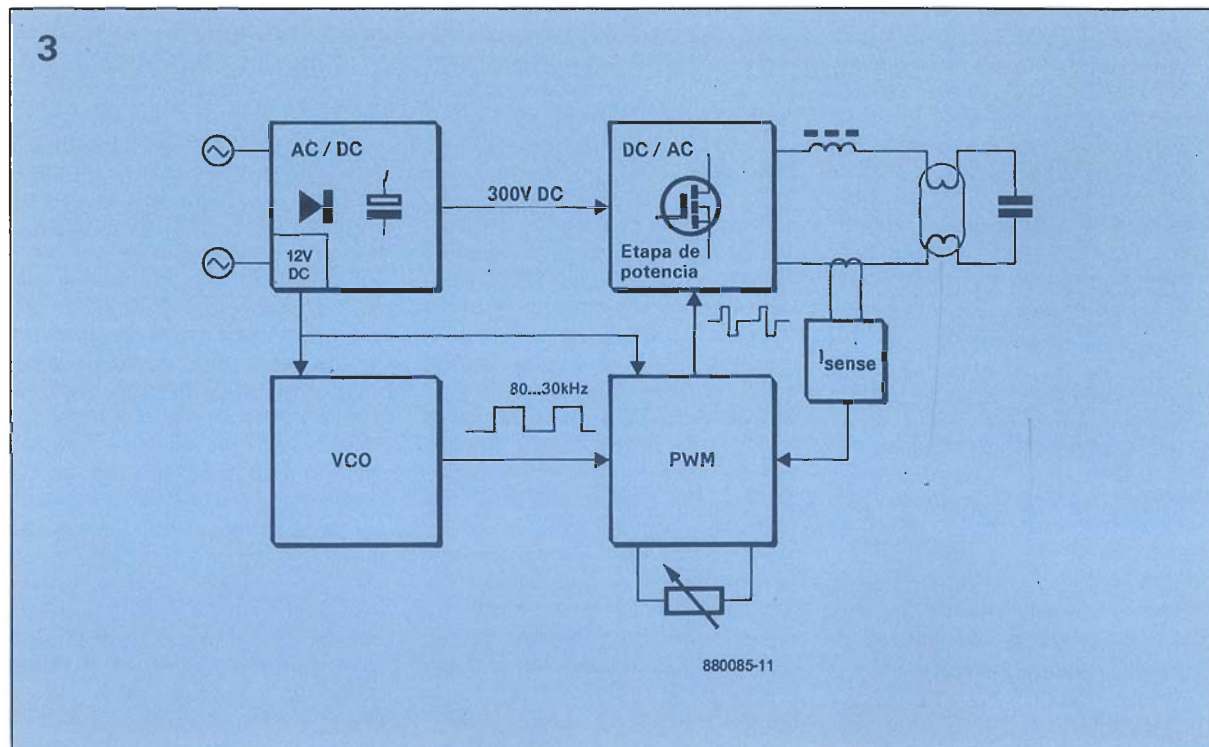 3
AC / DC
12V
DC
300V DC
DC / AC
Etapa de
potencia
Isense
80...30kHz
VCO
PWM
880085-11